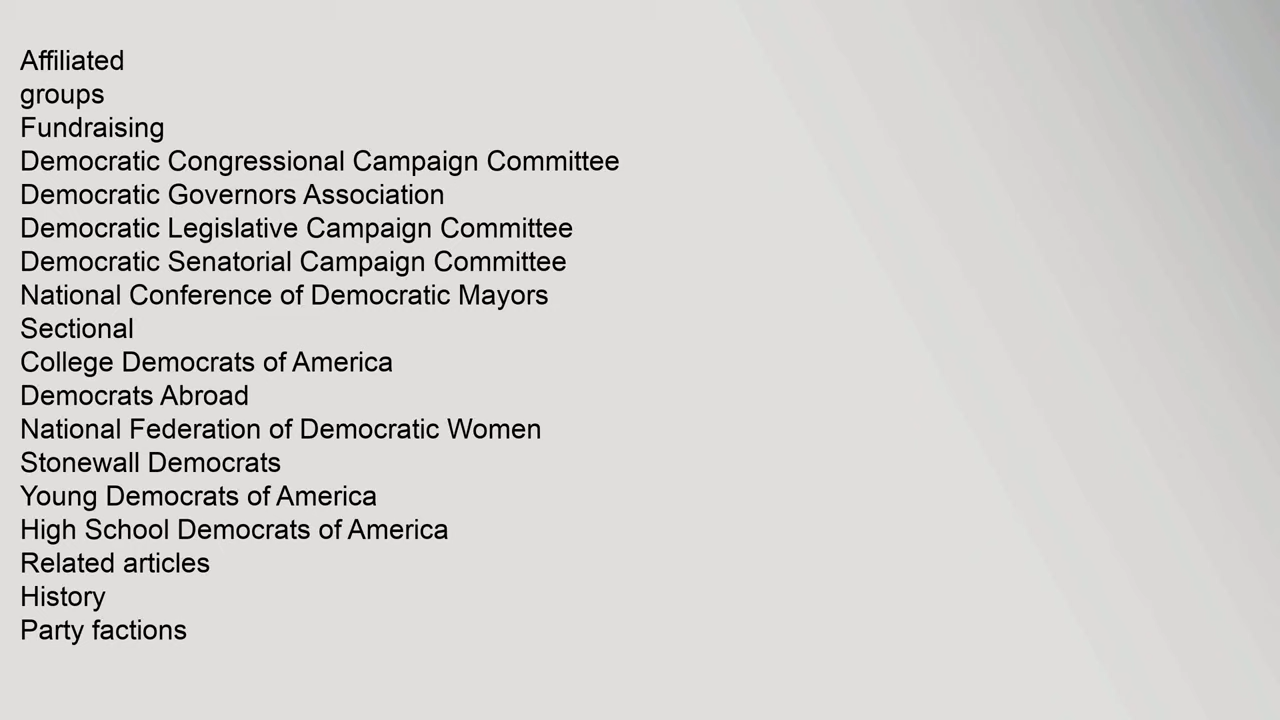 Affiliated
groups
Fundraising
Democratic Congressional Campaign Committee
Democratic Governors Association
Democratic Legislative Campaign Committee
Democratic Senatorial Campaign Committee
National Conference of Democratic Mayors
Sectional
College Democrats of America
Democrats Abroad
National Federation of Democratic Women
Stonewall Democrats
Young Democrats of America
High School Democrats of America
Related articles
History
Party factions